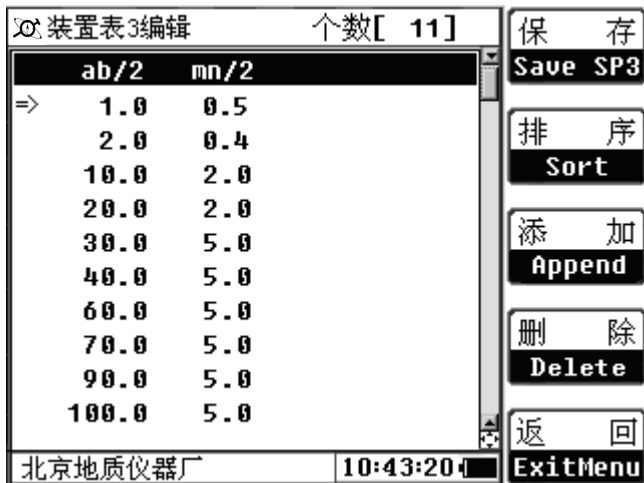 装置表3编辑 个数[ 11]
ab/2 mn/2
=> 1.0 0.5
2.0 0.4
10.0 2.0
20.0 2.0
30.0 5.0
40.0 5.0
60.0 5.0
70.0 5.0
90.0 5.0
100.0 5.0
北京地质仪器厂 10:43:20
保 存
Save SP3
排 序
Sort
添 加
Append
删 除
Delete
返 回
ExitMenu